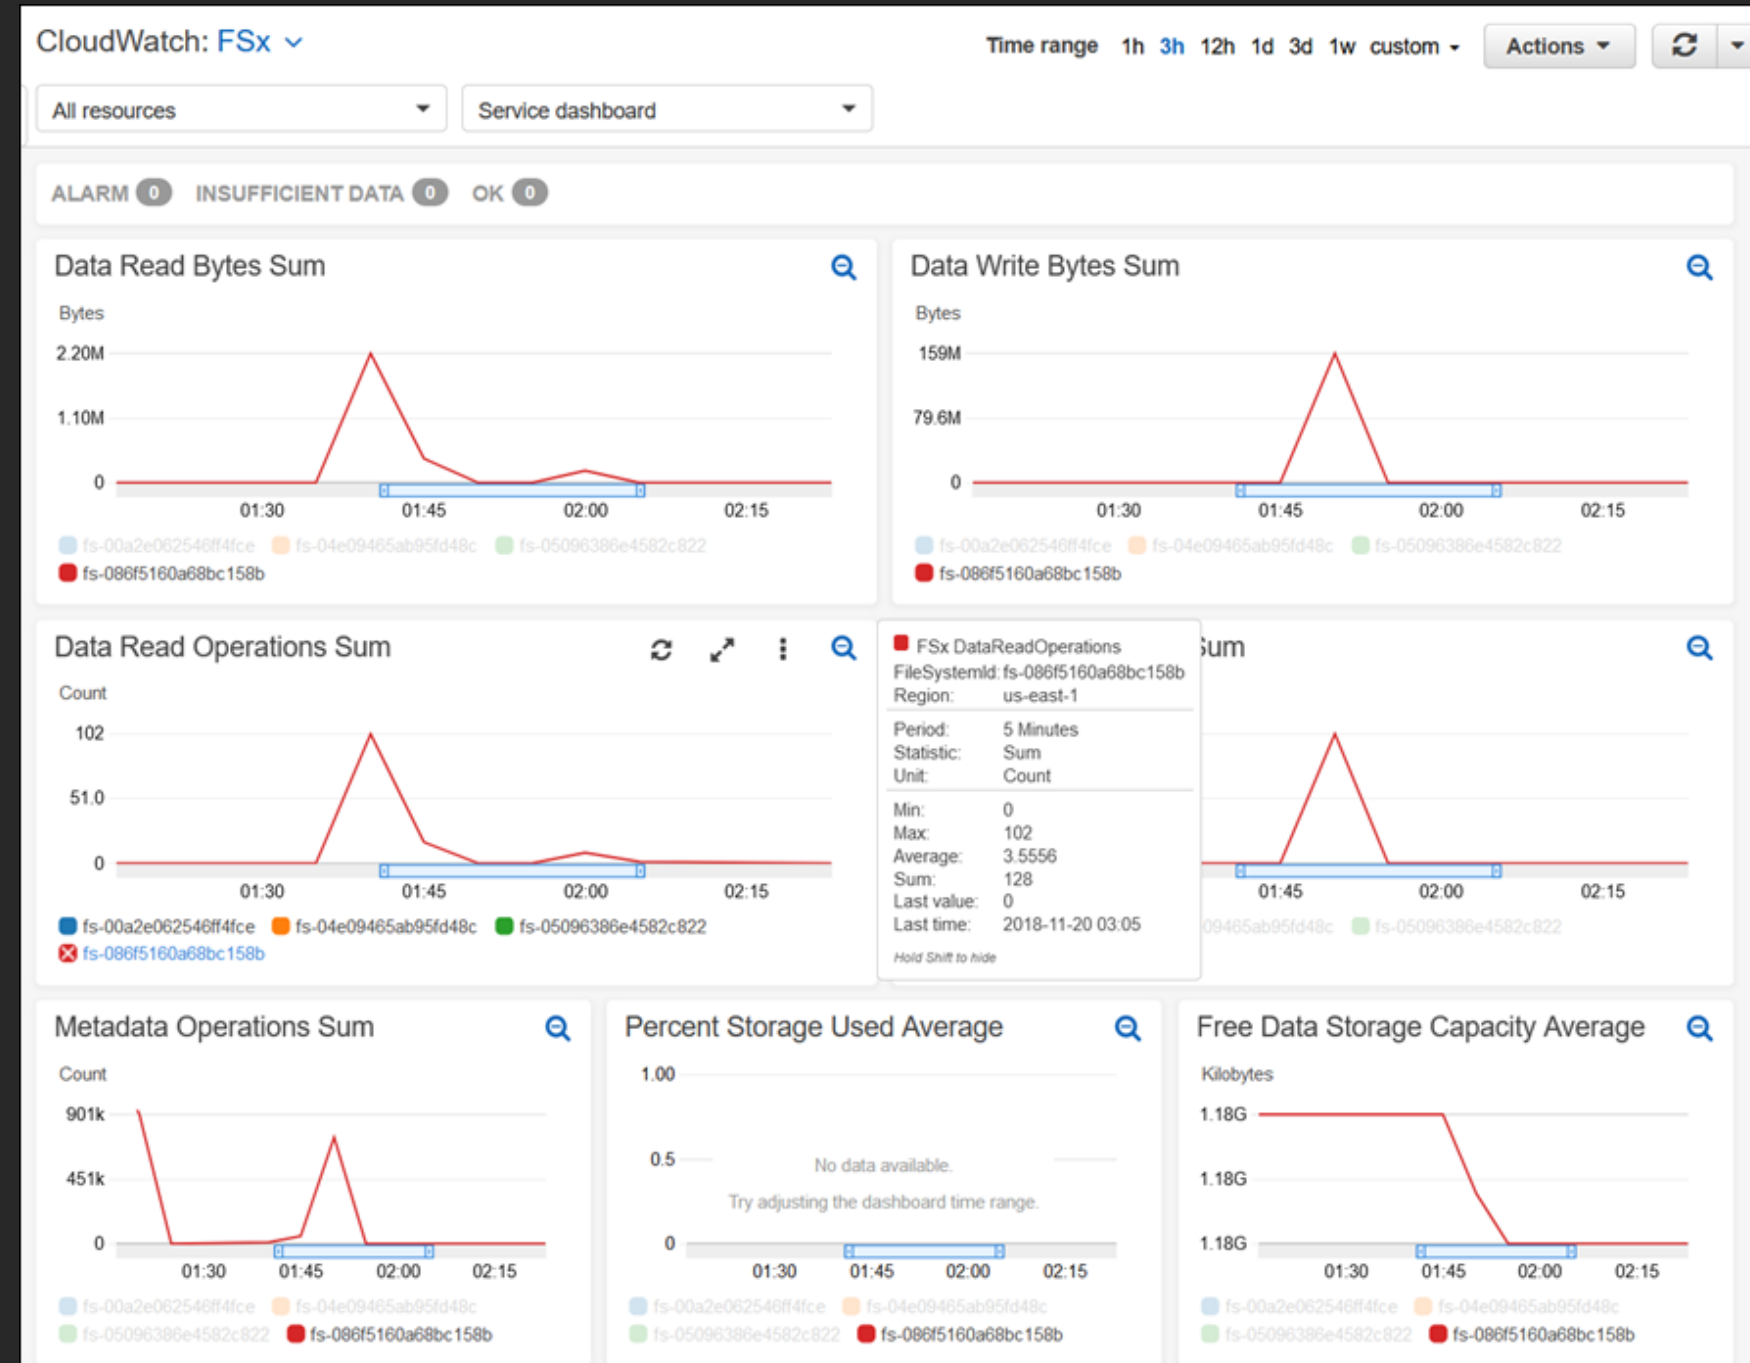 CloudWatch: FSx
Time range 1h 3h 12h 1d 3d 1w custom Actions
All resources Service dashboard
ALARM 0 INSUFFICIENT DATA 0 OK 0
Data Read Bytes Sum
Bytes
2.20M
1.10M
0
01:30 01:45 02:00 02:15
fs-00a2e062546ff4fce fs-04e09465ab95fd48c fs-05096386e4582c822
fs-086f5160a68bc158b
Data Write Bytes Sum
Bytes
159M
79.6M
0
01:30 01:45 02:00 02:15
fs-00a2e062546ff4fce fs-04e09465ab95fd48c fs-05096386e4582c822
fs-086f5160a68bc158b
Data Read Operations Sum
Count
102
51.0
0
01:30 01:45 02:00 02:15
fs-00a2e062546ff4fce fs-04e09465ab95fd48c fs-05096386e4582c822
fs-086f5160a68bc158b
FSx DataReadOperations
FileSystemId: fs-086f5160a68bc158b
Region: us-east-1
Period: 5 Minutes
Statistic: Sum
Unit: Count
Min: 0
Max: 102
Average: 3.5556
Sum: 128
Last value: 0
Last time: 2018-11-20 03:05
Hold Shift to hide
Sum
01:45 02:00 02:15
09465ab95fd48c fs-05096386e4582c822
Metadata Operations Sum
Count
901k
451k
0
01:30 01:45 02:00 02:15
fs-00a2e062546ff4fce fs-04e09465ab95fd48c
fs-05096386e4582c822 fs-086f5160a68bc158b
Percent Storage Used Average
1.00
0.5
No data available.
Try adjusting the dashboard time range.
0
01:30 01:45 02:00 02:15
fs-00a2e062546ff4fce fs-04e09465ab95fd48c
fs-05096386e4582c822 fs-086f5160a68bc158b
Free Data Storage Capacity Average
Kilobytes
1.18G
1.18G
1.18G
01:30 01:45 02:00 02:15
fs-00a2e062546ff4fce fs-04e09465ab95fd48c
fs-05096386e4582c822 fs-086f5160a68bc158b